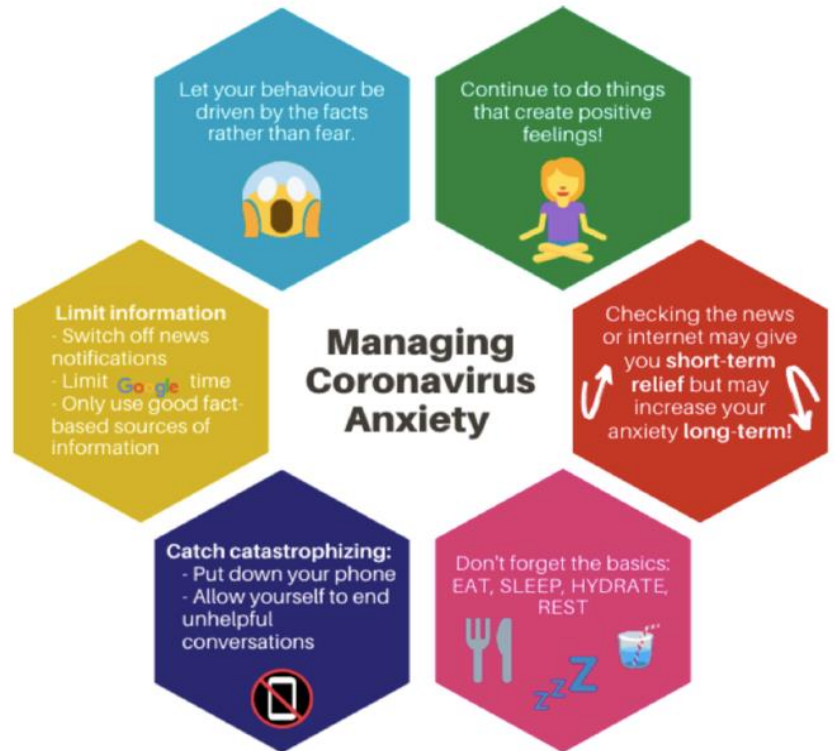 Let your behaviour be
driven by the facts
rather than fear.
Continue to do things
that create positive
feelings!
Limit information
- Switch off news
notifications
- Limit Google time
- Only use good fact-
based sources of
information
Managing
Coronavirus
Anxiety
Checking the news
or internet may give
you short-term
relief but may
increase your
anxiety long-term!
Catch catastrophizing:
- Put down your phone
- Allow yourself to end
unhelpful
conversations
Don't forget the basics:
EAT, SLEEP, HYDRATE,
REST
zzZ